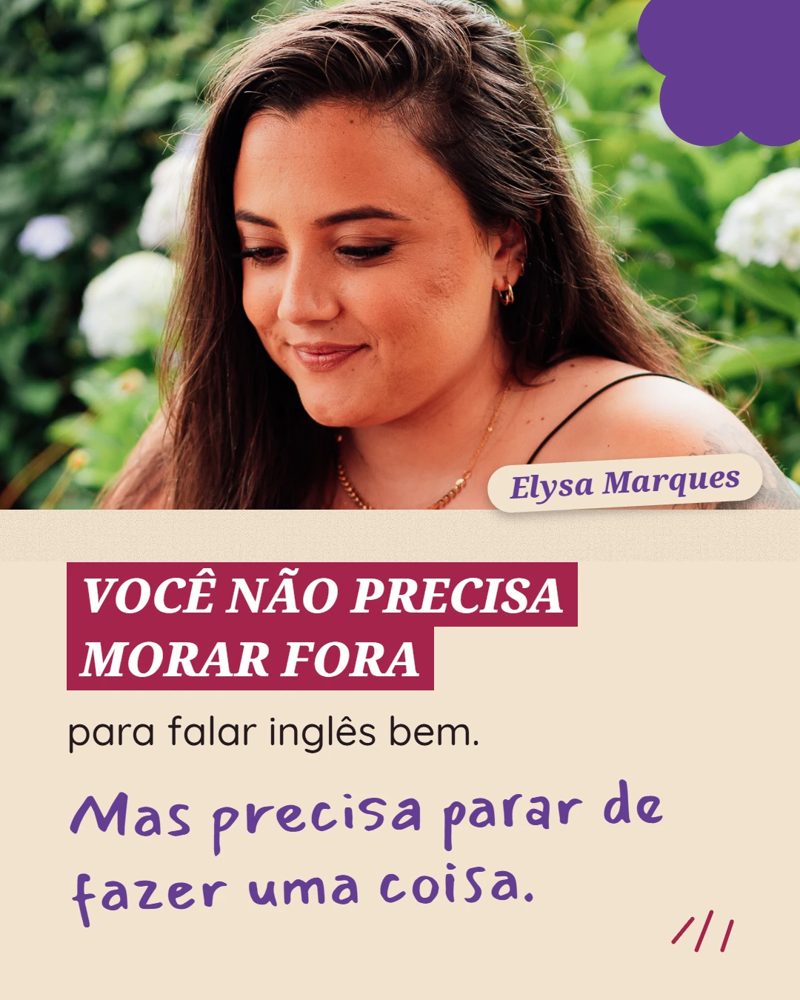 Elysa Marques
VOCÊ NÃO PRECISA
MORAR FORA
para falar inglês bem.
Mas precisa parar de
fazer uma coisa.